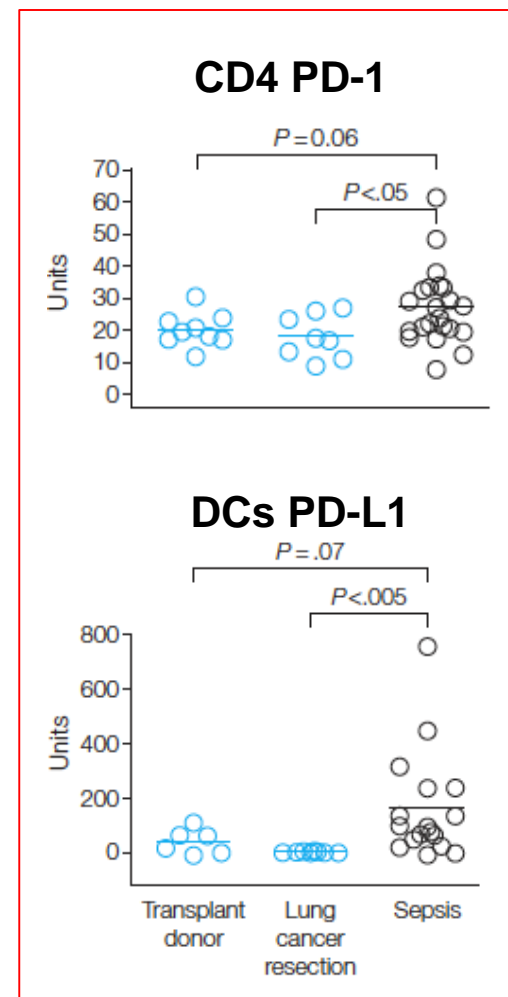 CD4 PD-1
P=0.06
P<.05
Units
70
60
50
40
30
20
10
0
DCs PD-L1
P=.07
P<.005
Units
800
600
400
200
0
Transplant
donor
Lung
cancer
resection
Sepsis